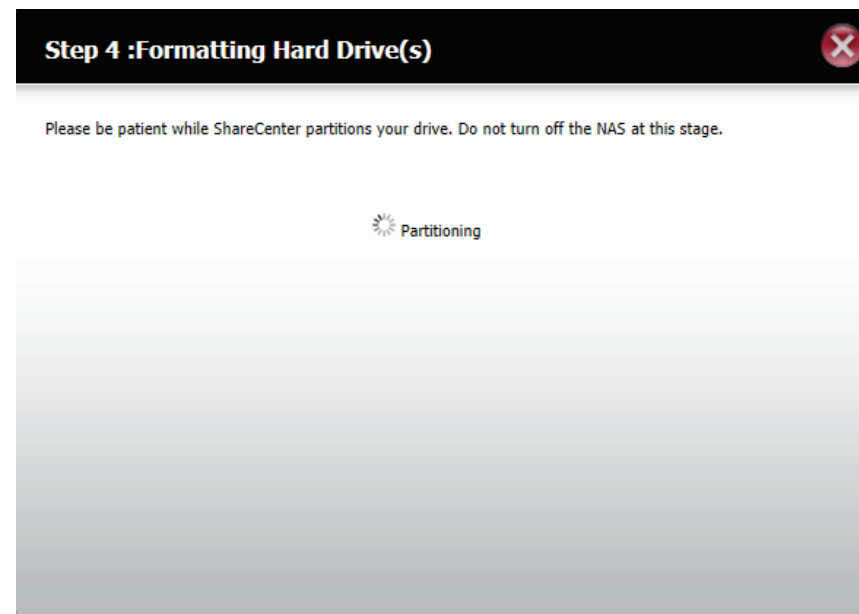 Step 4 :Formatting Hard Drive(s)
Please be patient while ShareCenter partitions your drive. Do not turn off the NAS at this stage.
Partitioning